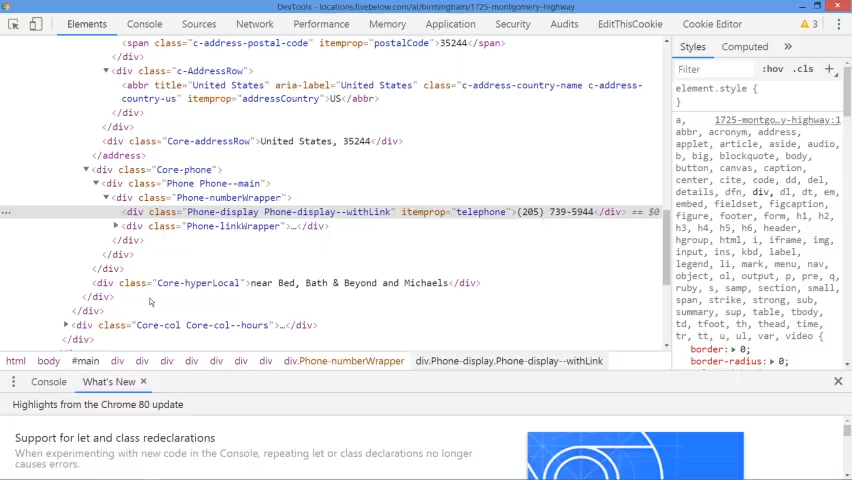 DevTools - locations.fivebelow.com/al/birmingham/1725-montgomery-highway
Elements Console Sources Network Performance Memory Application Security Audits EditThisCookie Cookie Editor 3
<span class="c-address-postal-code" itemprop="postalCode">35244</span>
</div>
<div class="c-AddressRow">
<abbr title="United States" aria-label="United States" class="c-address-country-name c-address-
country-us" itemprop="addressCountry">US</abbr>
</div>
</div>
<div class="Core-addressRow">United States, 35244</div>
</address>
<div class="Core-phone">
<div class="Phone Phone--main">
<div class="Phone-numberWrapper">
<div class="Phone-display Phone-display--withLink" itemprop="telephone">(205) 739-5944</div> == $0
<div class="Phone-linkWrapper">…</div>
</div>
</div>
</div>
<div class="Core-hyperLocal">near Bed, Bath & Beyond and Michaels</div>
</div>
</div>
<div class="Core-col Core-col--hours">…</div>
</div>
html body #main div div div div div div div.Phone-numberWrapper div.Phone-display.Phone-display--withLink
Styles Computed »
Filter :hov .cls +
element.style {
}
a, 1725-montgo…y-highway:1
abbr, acronym, address,
applet, article, aside, audio,
b, big, blockquote, body,
button, canvas, caption,
center, cite, code, dd, del,
details, dfn, div, dl, dt, em,
embed, fieldset, figcaption,
figure, footer, form, h1, h2,
h3, h4, h5, h6, header,
hgroup, html, i, iframe, img,
input, ins, kbd, label,
legend, li, mark, menu, nav,
object, ol, output, p, pre, q,
ruby, s, samp, section, small,
span, strike, strong, sub,
summary, sup, table, tbody,
td, tfoot, th, thead, time,
tr, tt, u, ul, var, video {
border: 0;
border-radius: 0;
Console What's New ×
Highlights from the Chrome 80 update
Support for let and class redeclarations
When experimenting with new code in the Console, repeating let or class declarations no longer
causes errors.